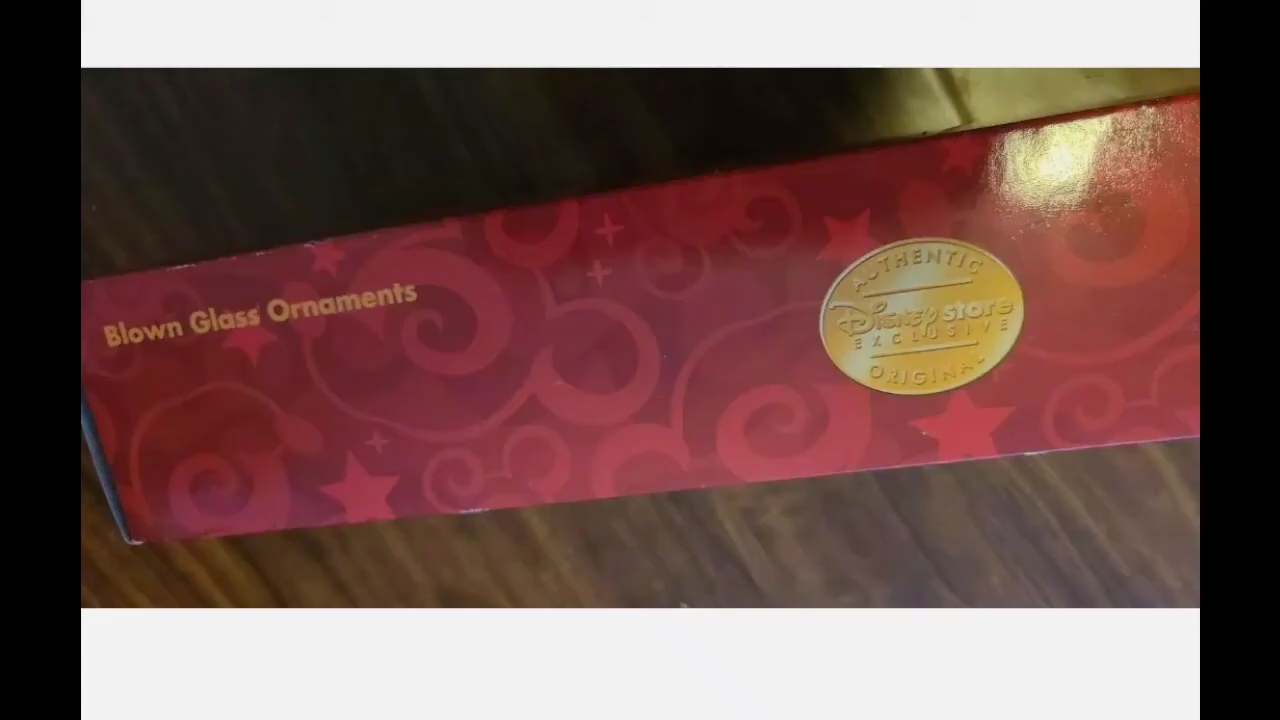 Blown Glass Ornaments
AUTHENTIC
Disney store
EXCLUSIVE
ORIGINAL